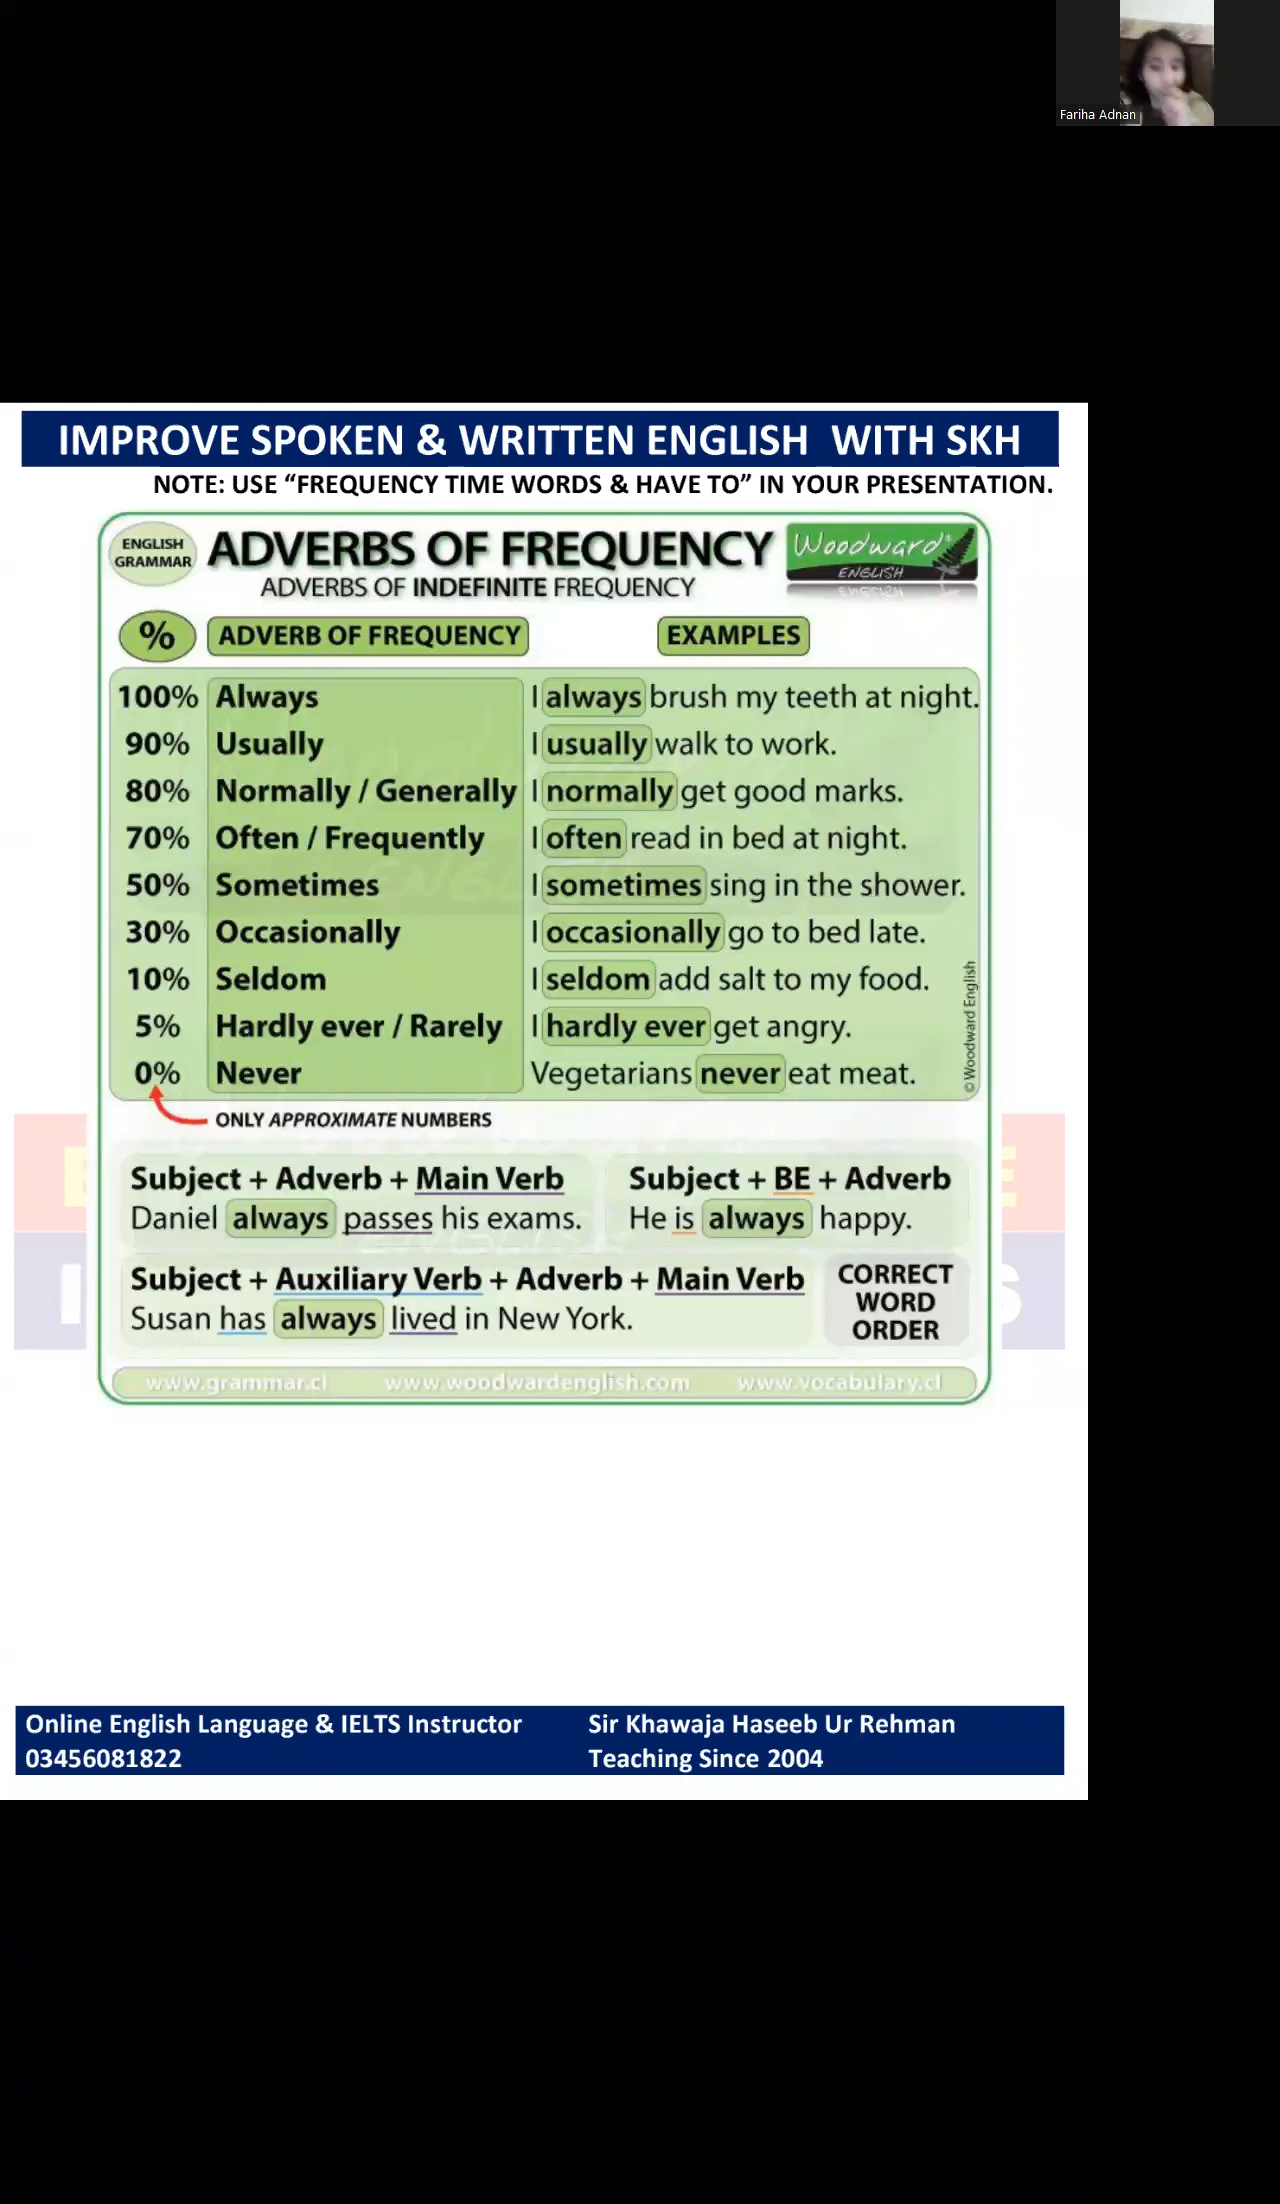 Fariha Adnan
IMPROVE SPOKEN & WRITTEN ENGLISH WITH SKH
NOTE: USE “FREQUENCY TIME WORDS & HAVE TO” IN YOUR PRESENTATION.
ENGLISH GRAMMAR
ADVERBS OF FREQUENCY
ADVERBS OF INDEFINITE FREQUENCY
Woodward®
ENGLISH
% ADVERB OF FREQUENCY EXAMPLES
100% Always I always brush my teeth at night.
90% Usually I usually walk to work.
80% Normally / Generally I normally get good marks.
70% Often / Frequently I often read in bed at night.
50% Sometimes I sometimes sing in the shower.
30% Occasionally I occasionally go to bed late.
10% Seldom I seldom add salt to my food.
5% Hardly ever / Rarely I hardly ever get angry.
0% Never Vegetarians never eat meat.
© Woodward English
ONLY APPROXIMATE NUMBERS
Subject + Adverb + Main Verb
Daniel always passes his exams.
Subject + BE + Adverb
He is always happy.
Subject + Auxiliary Verb + Adverb + Main Verb
Susan has always lived in New York.
CORRECT
WORD
ORDER
www.grammar.cl www.woodwardenglish.com www.vocabulary.cl
Online English Language & IELTS Instructor Sir Khawaja Haseeb Ur Rehman
03456081822 Teaching Since 2004